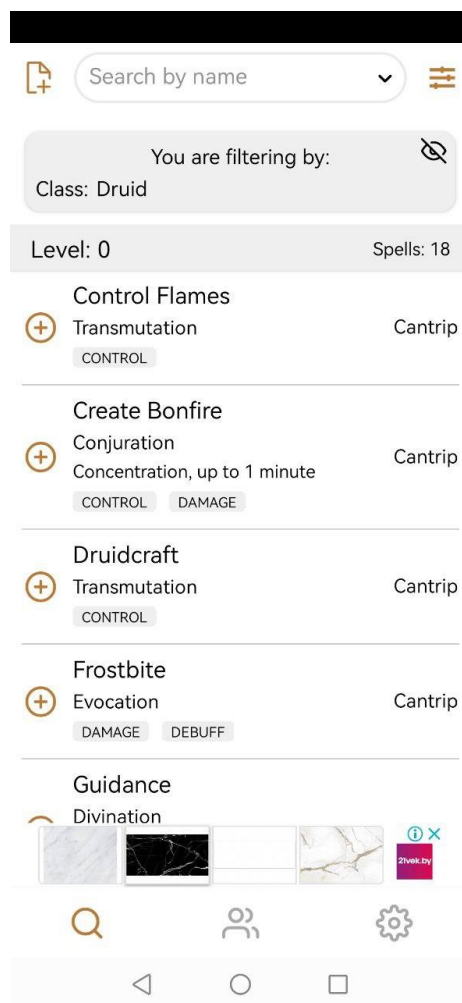 Search by name
You are filtering by:
Class: Druid
Level: 0 Spells: 18
Control Flames
Transmutation Cantrip
CONTROL
Create Bonfire
Conjuration
Concentration, up to 1 minute Cantrip
CONTROL DAMAGE
Druidcraft
Transmutation Cantrip
CONTROL
Frostbite
Evocation Cantrip
DAMAGE DEBUFF
Guidance
Divination
21vek.by